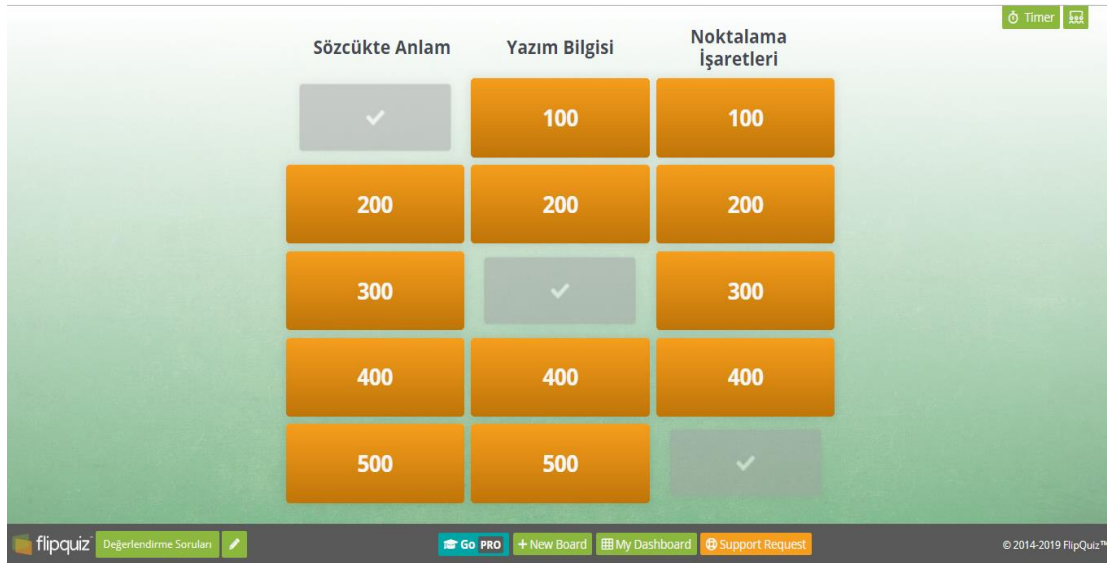 Timer
Sözcükte Anlam
Yazım Bilgisi
Noktalama
İşaretleri
100
100
200
200
200
300
300
400
400
400
500
500
flipquiz
Değerlendirme Soruları
Go PRO
+ New Board
My Dashboard
Support Request
© 2014-2019 FlipQuiz™